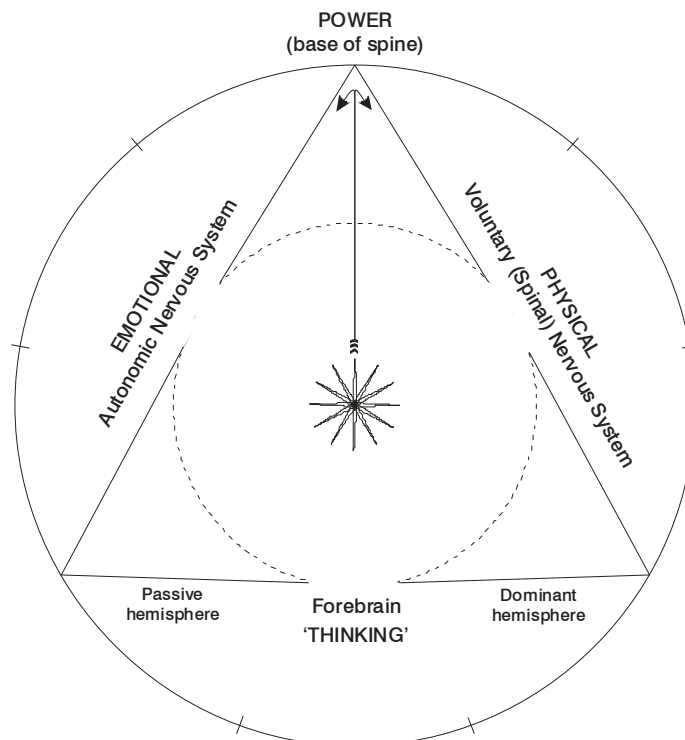 POWER
(base of spine)
EMOTIONAL
Autonomic Nervous System
PHYSICAL
Voluntary (Spinal) Nervous System
Passive
hemisphere
Forebrain
‘THINKING’
Dominant
hemisphere